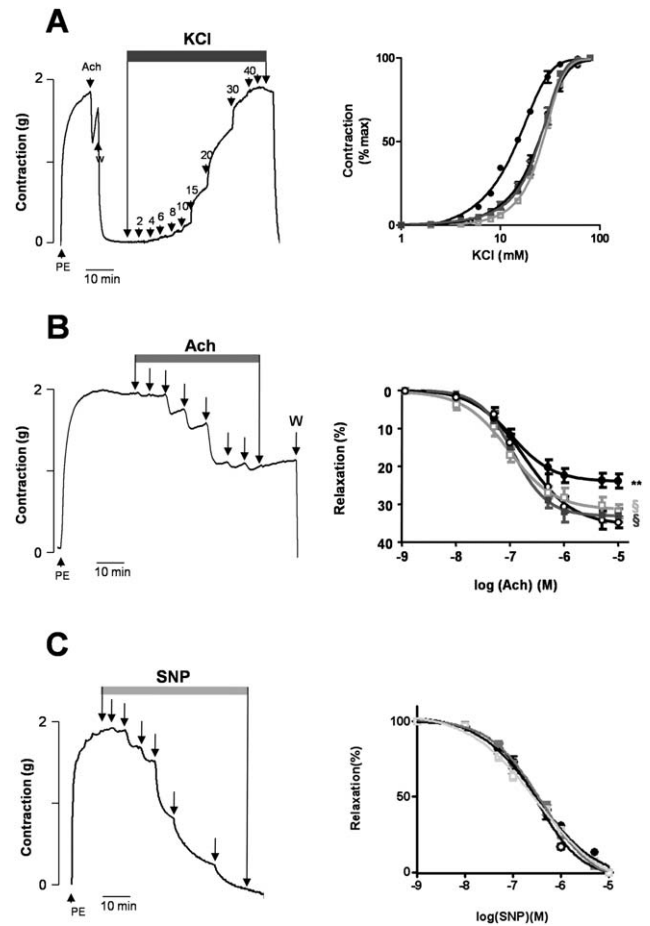 A
KCl
Contraction (g)
2
1
0
Ach
w
2
4
6
8
10
15
20
30
40
PE
10 min
Contraction
(% max)
100
50
0
1
10
100
KCl (mM)
B
Ach
Contraction (g)
2
1
0
W
PE
10 min
Relaxation (%)
0
10
20
30
40
**
§
§
-9
-8
-7
-6
-5
log (Ach) (M)
C
SNP
Contraction (g)
2
1
0
PE
10 min
Relaxation(%)
100
50
0
-9
-8
-7
-6
-5
log(SNP)(M)